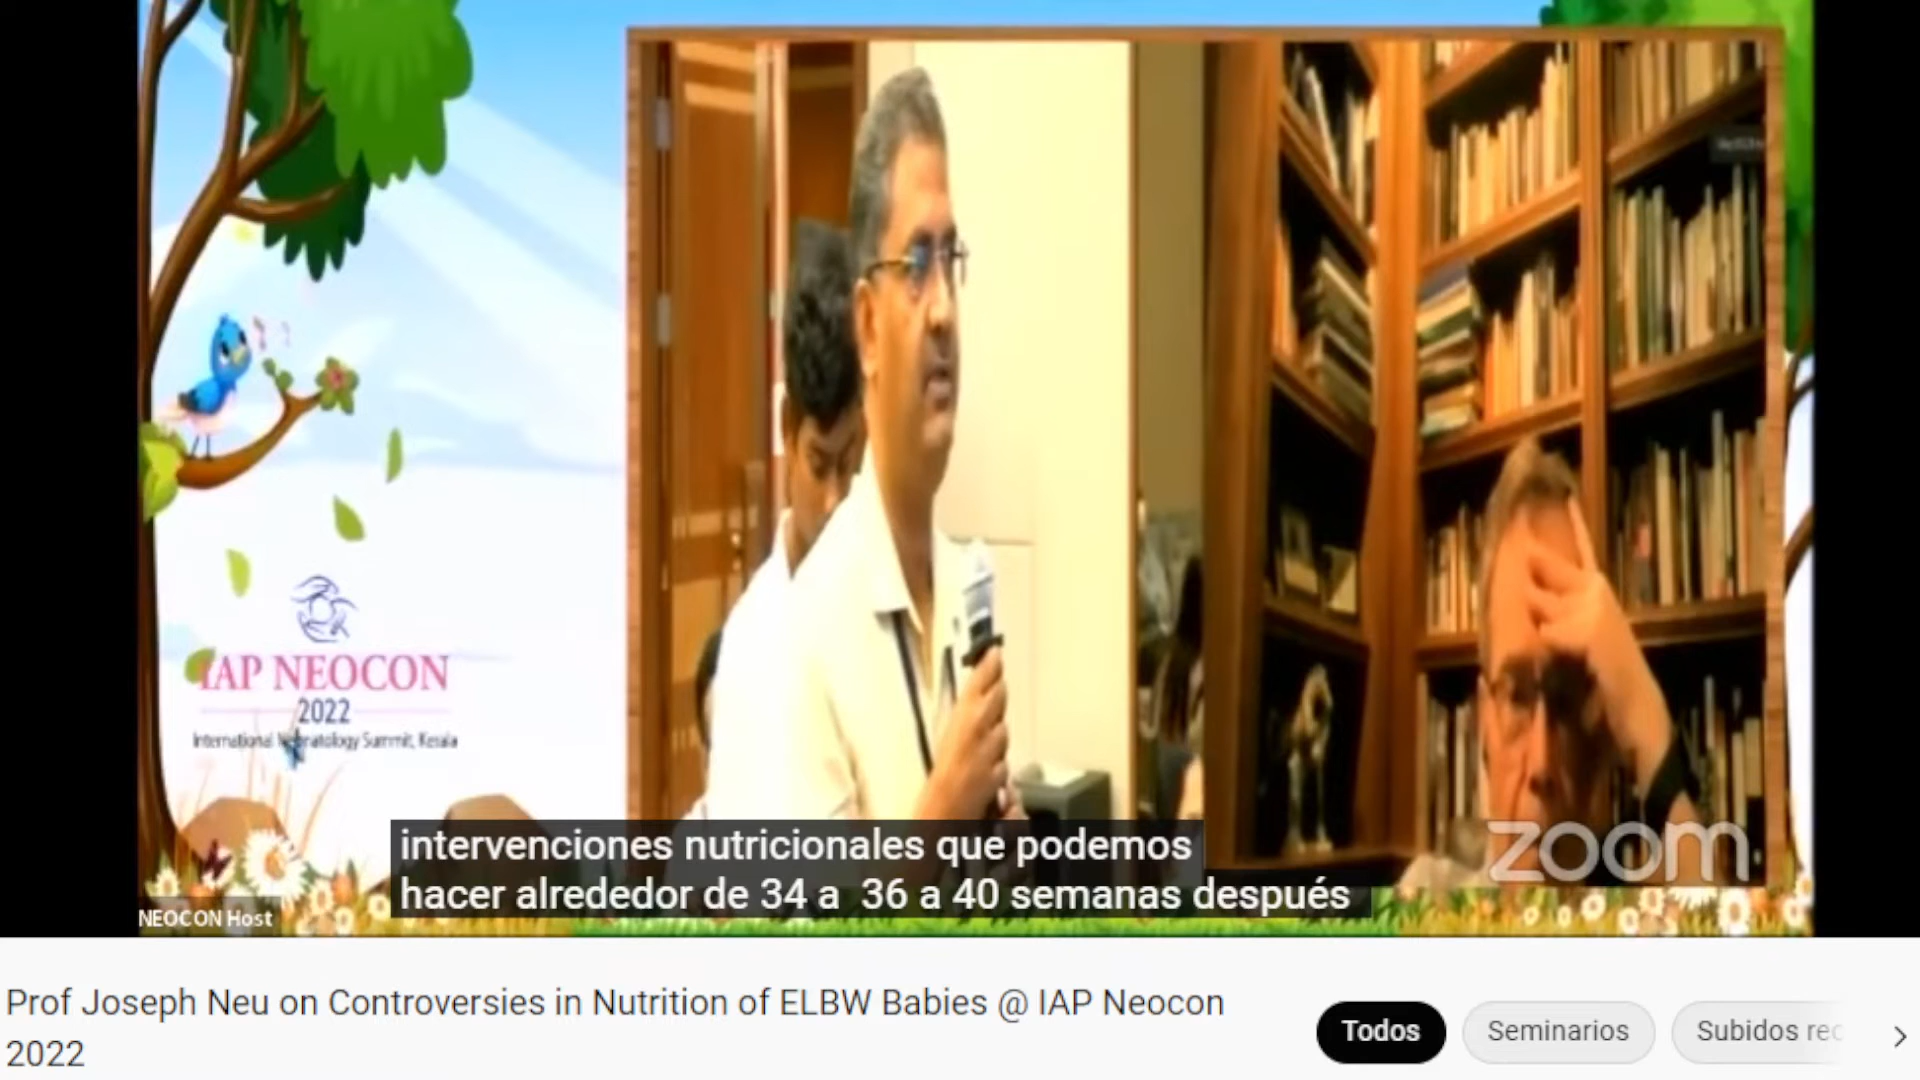 IAP NEOCON
2022
International Neonatology Summit, Kerala
intervenciones nutricionales que podemos
hacer alrededor de 34 a 36 a 40 semanas después
zoom
NEOCON Host
Prof Joseph Neu on Controversies in Nutrition of ELBW Babies @ IAP Neocon
2022
Todos
Seminarios
Subidos rec